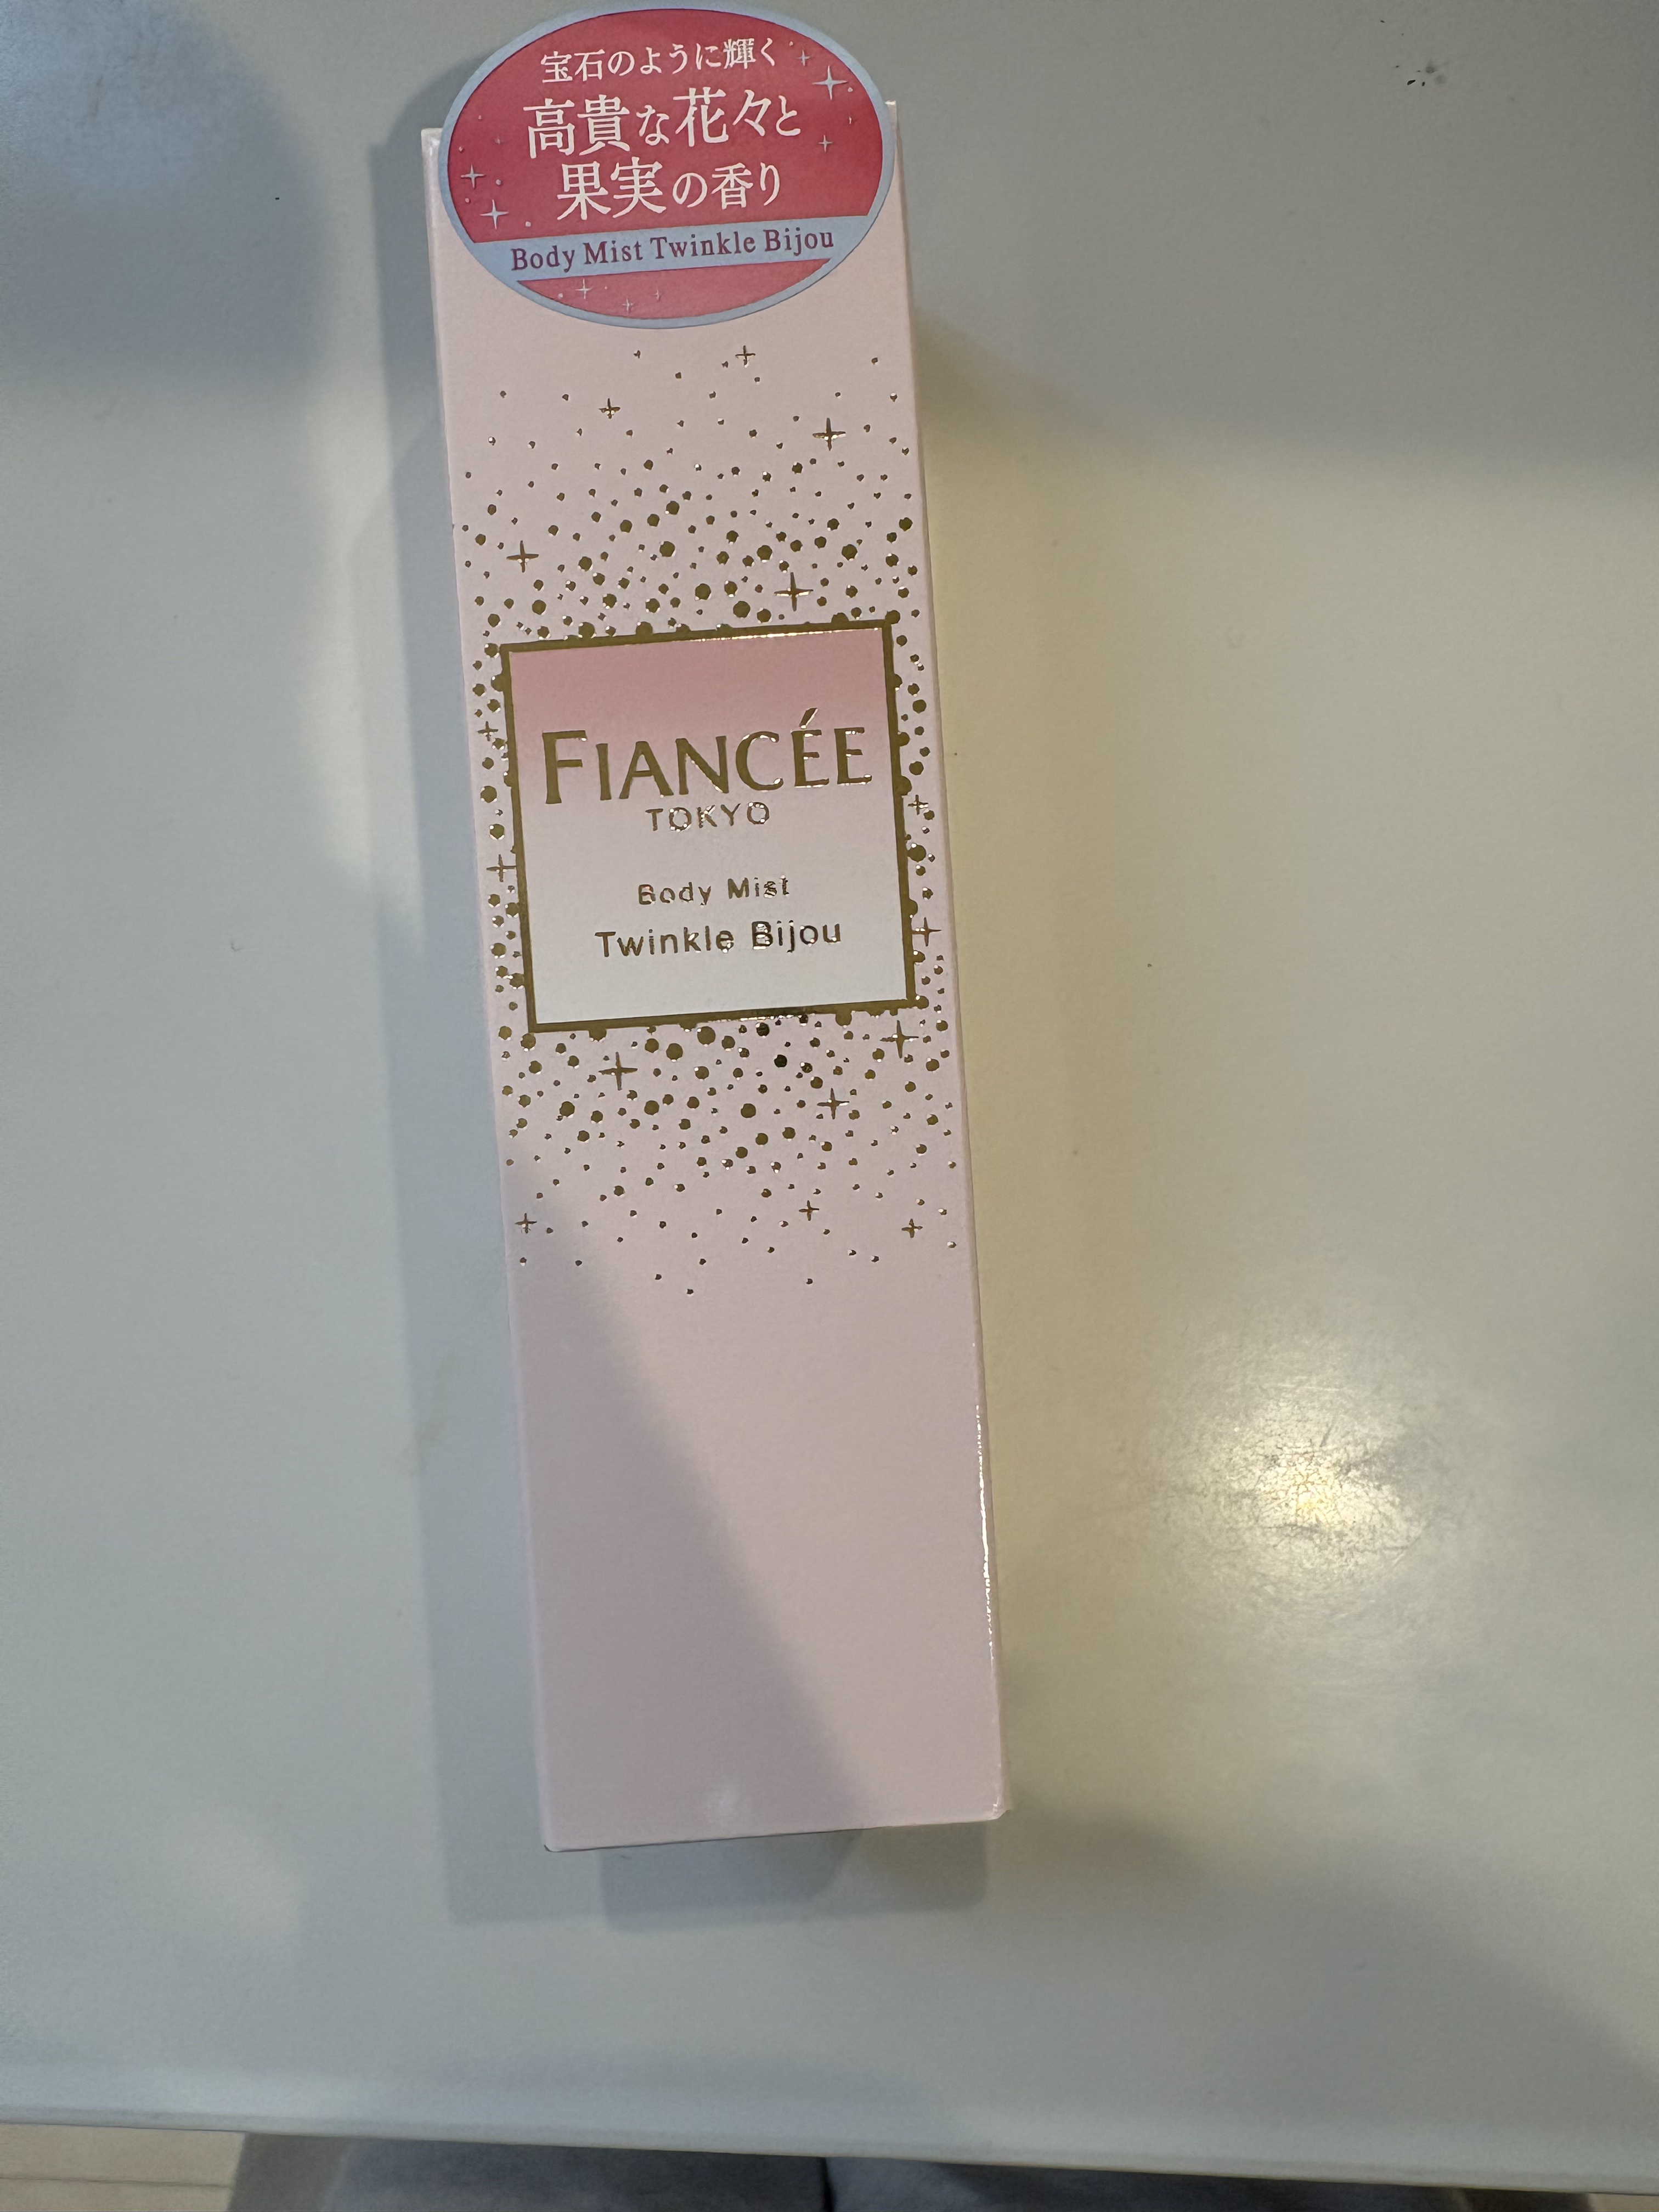 宝石のように輝く
高貴な花々と
果実の香り
Body Mist Twinkle Bijou
FIANCÉE
TOKYO
Body Mist
Twinkle Bijou